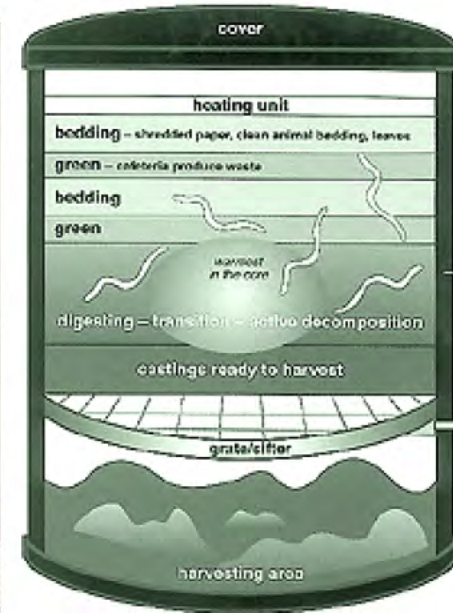 cover
heating unit
bedding – shredded paper, clean animal bedding, leaves
green – cafeteria produce waste
bedding
green
warmest
in the core
digesting – transition – active decomposition
castings ready to harvest
grate/sifter
harvesting area